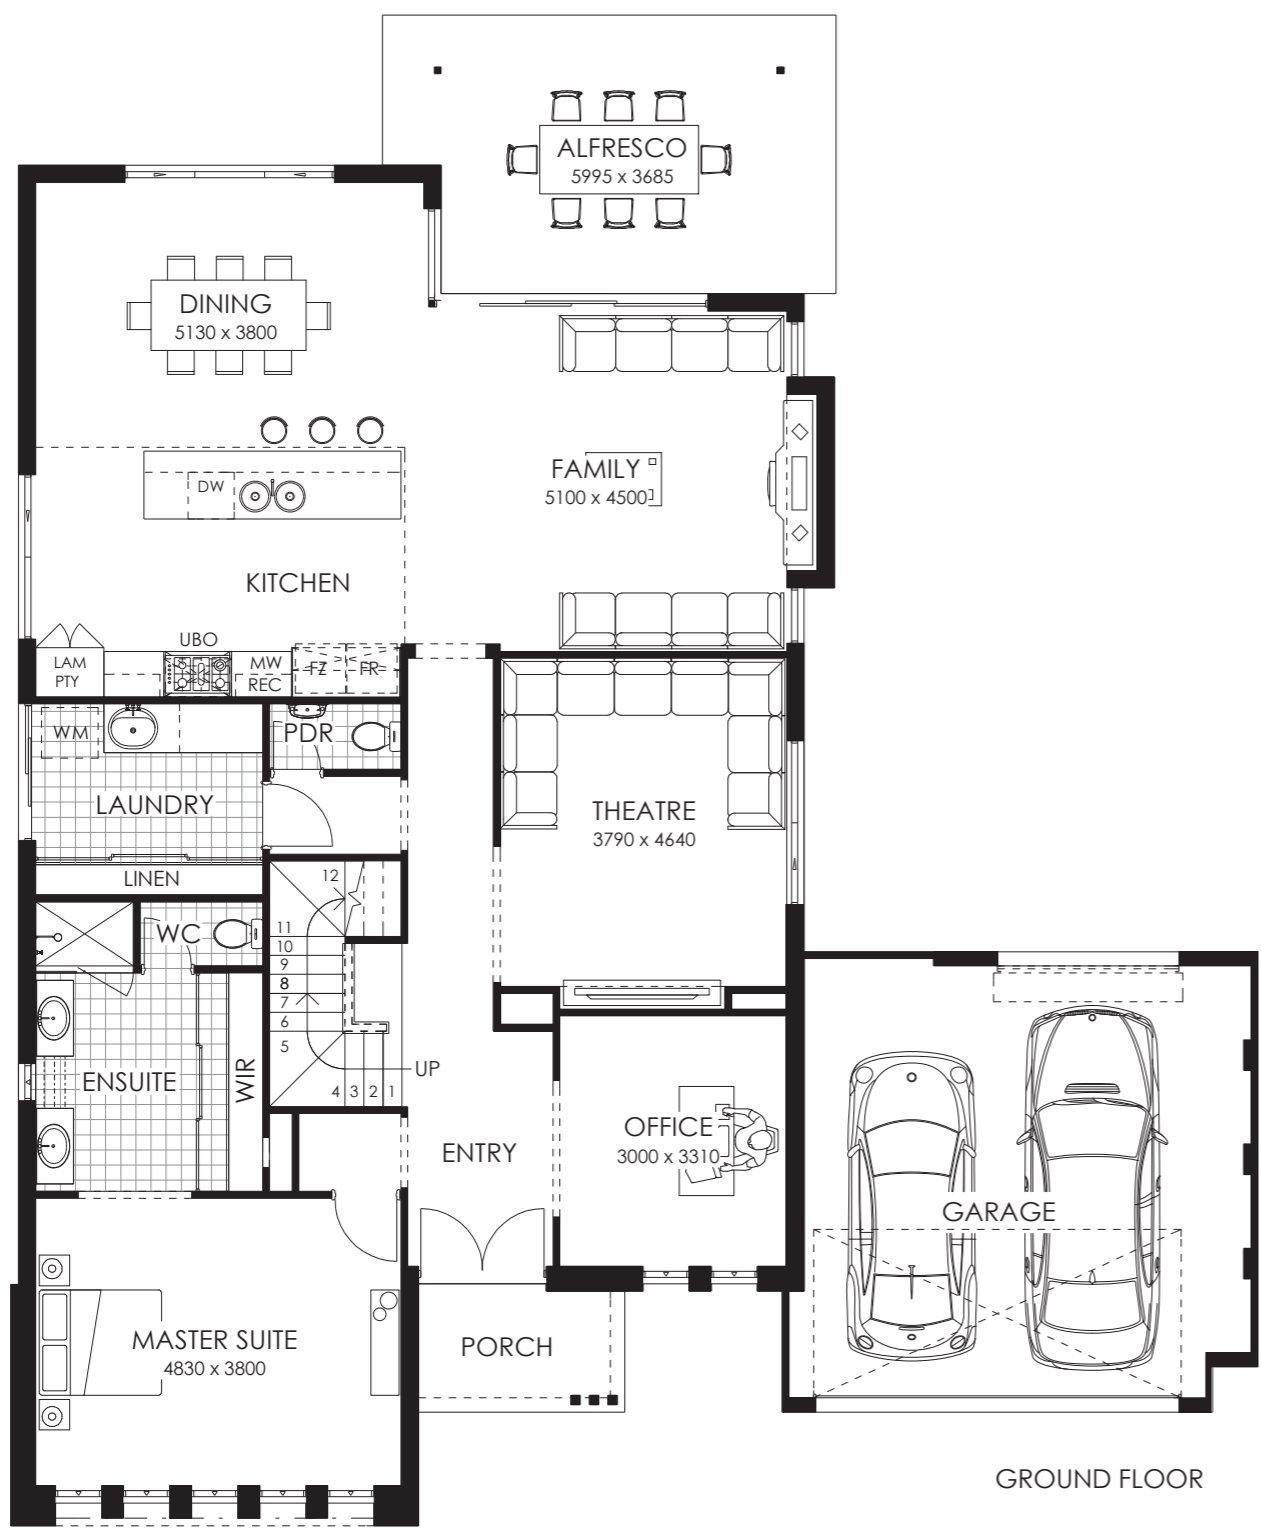 ALFRESCO
5995 x 3685
DINING
5130 x 3800
FAMILY
5100 x 4500
DW
KITCHEN
UBO
LAM
PTY
MW
REC
FZ
FR
WM
PDR
LAUNDRY
THEATRE
3790 x 4640
LINEN
12
WC
11
10
9
8
7
6
5
4
3
2
1
UP
ENSUITE
WIR
ENTRY
OFFICE
3000 x 3310
GARAGE
MASTER SUITE
4830 x 3800
PORCH
GROUND FLOOR